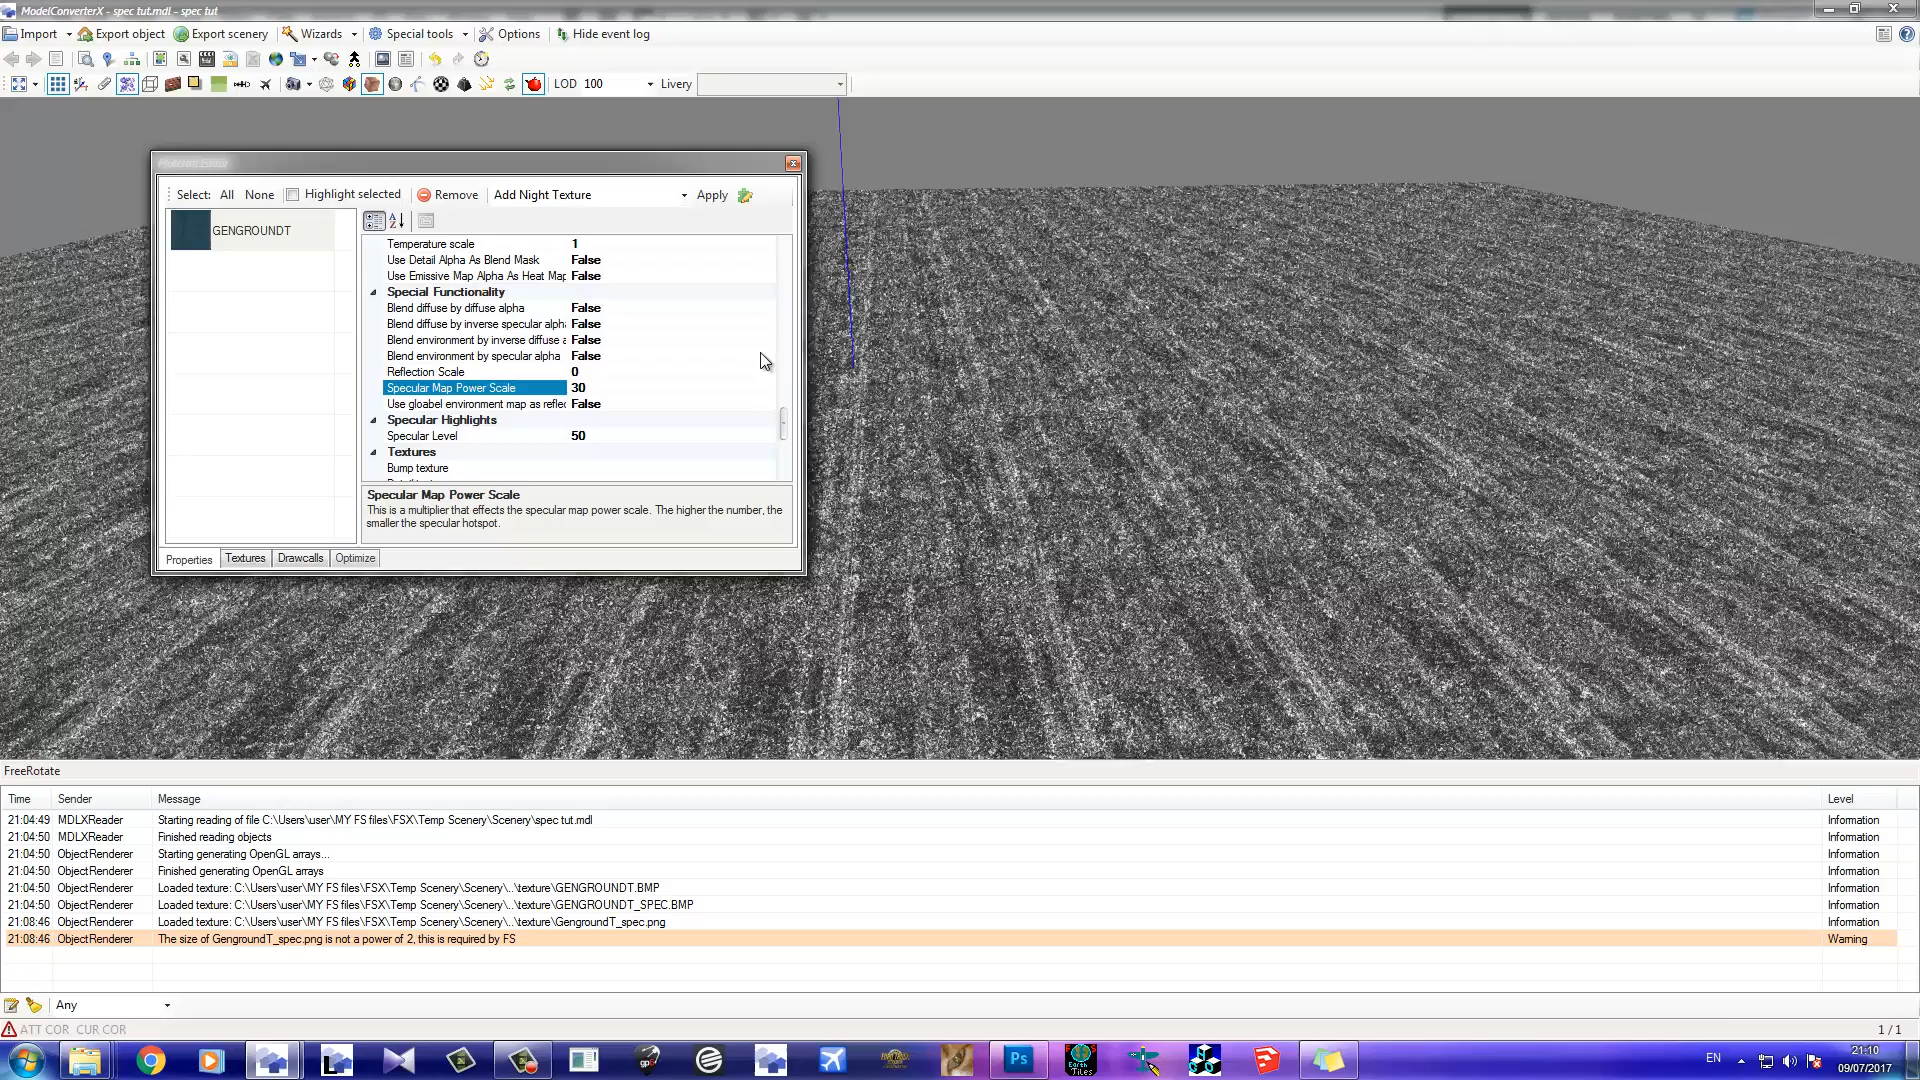 ModelConverterX - spec tut.mdl - spec tut
Import Export object Export scenery Wizards Special tools Options Hide event log
LOD 100 Livery
Select: All None Highlight selected Remove Add Night Texture Apply
GENGROUNDT
Temperature scale 1
Use Detail Alpha As Blend Mask False
Use Emissive Map Alpha As Heat Map False
Special Functionality
Blend diffuse by diffuse alpha False
Blend diffuse by inverse specular alph False
Blend environment by inverse diffuse a False
Blend environment by specular alpha False
Reflection Scale 0
Specular Map Power Scale 30
Use gloabel environment map as reflec False
Specular Highlights
Specular Level 50
Textures
Bump texture
Specular Map Power Scale
This is a multiplier that effects the specular map power scale. The higher the number, the
smaller the specular hotspot.
Properties Textures Drawcalls Optimize
FreeRotate
Time Sender Message Level
21:04:49 MDLXReader Starting reading of file C:\Users\user\MY FS files\FSX\Temp Scenery\Scenery\spec tut.mdl Information
21:04:50 MDLXReader Finished reading objects Information
21:04:50 ObjectRenderer Starting generating OpenGL arrays... Information
21:04:50 ObjectRenderer Finished generating OpenGL arrays Information
21:04:50 ObjectRenderer Loaded texture: C:\Users\user\MY FS files\FSX\Temp Scenery\Scenery\..\texture\GENGROUNDT.BMP Information
21:04:50 ObjectRenderer Loaded texture: C:\Users\user\MY FS files\FSX\Temp Scenery\Scenery\..\texture\GENGROUNDT_SPEC.BMP Information
21:08:46 ObjectRenderer Loaded texture: C:\Users\user\MY FS files\FSX\Temp Scenery\Scenery\..\texture\GengroundT_spec.png Information
21:08:46 ObjectRenderer The size of GengroundT_spec.png is not a power of 2, this is required by FS Warning
Any
ATT COR CUR COR 1 / 1
Ps
EN 21:10
09/07/2017